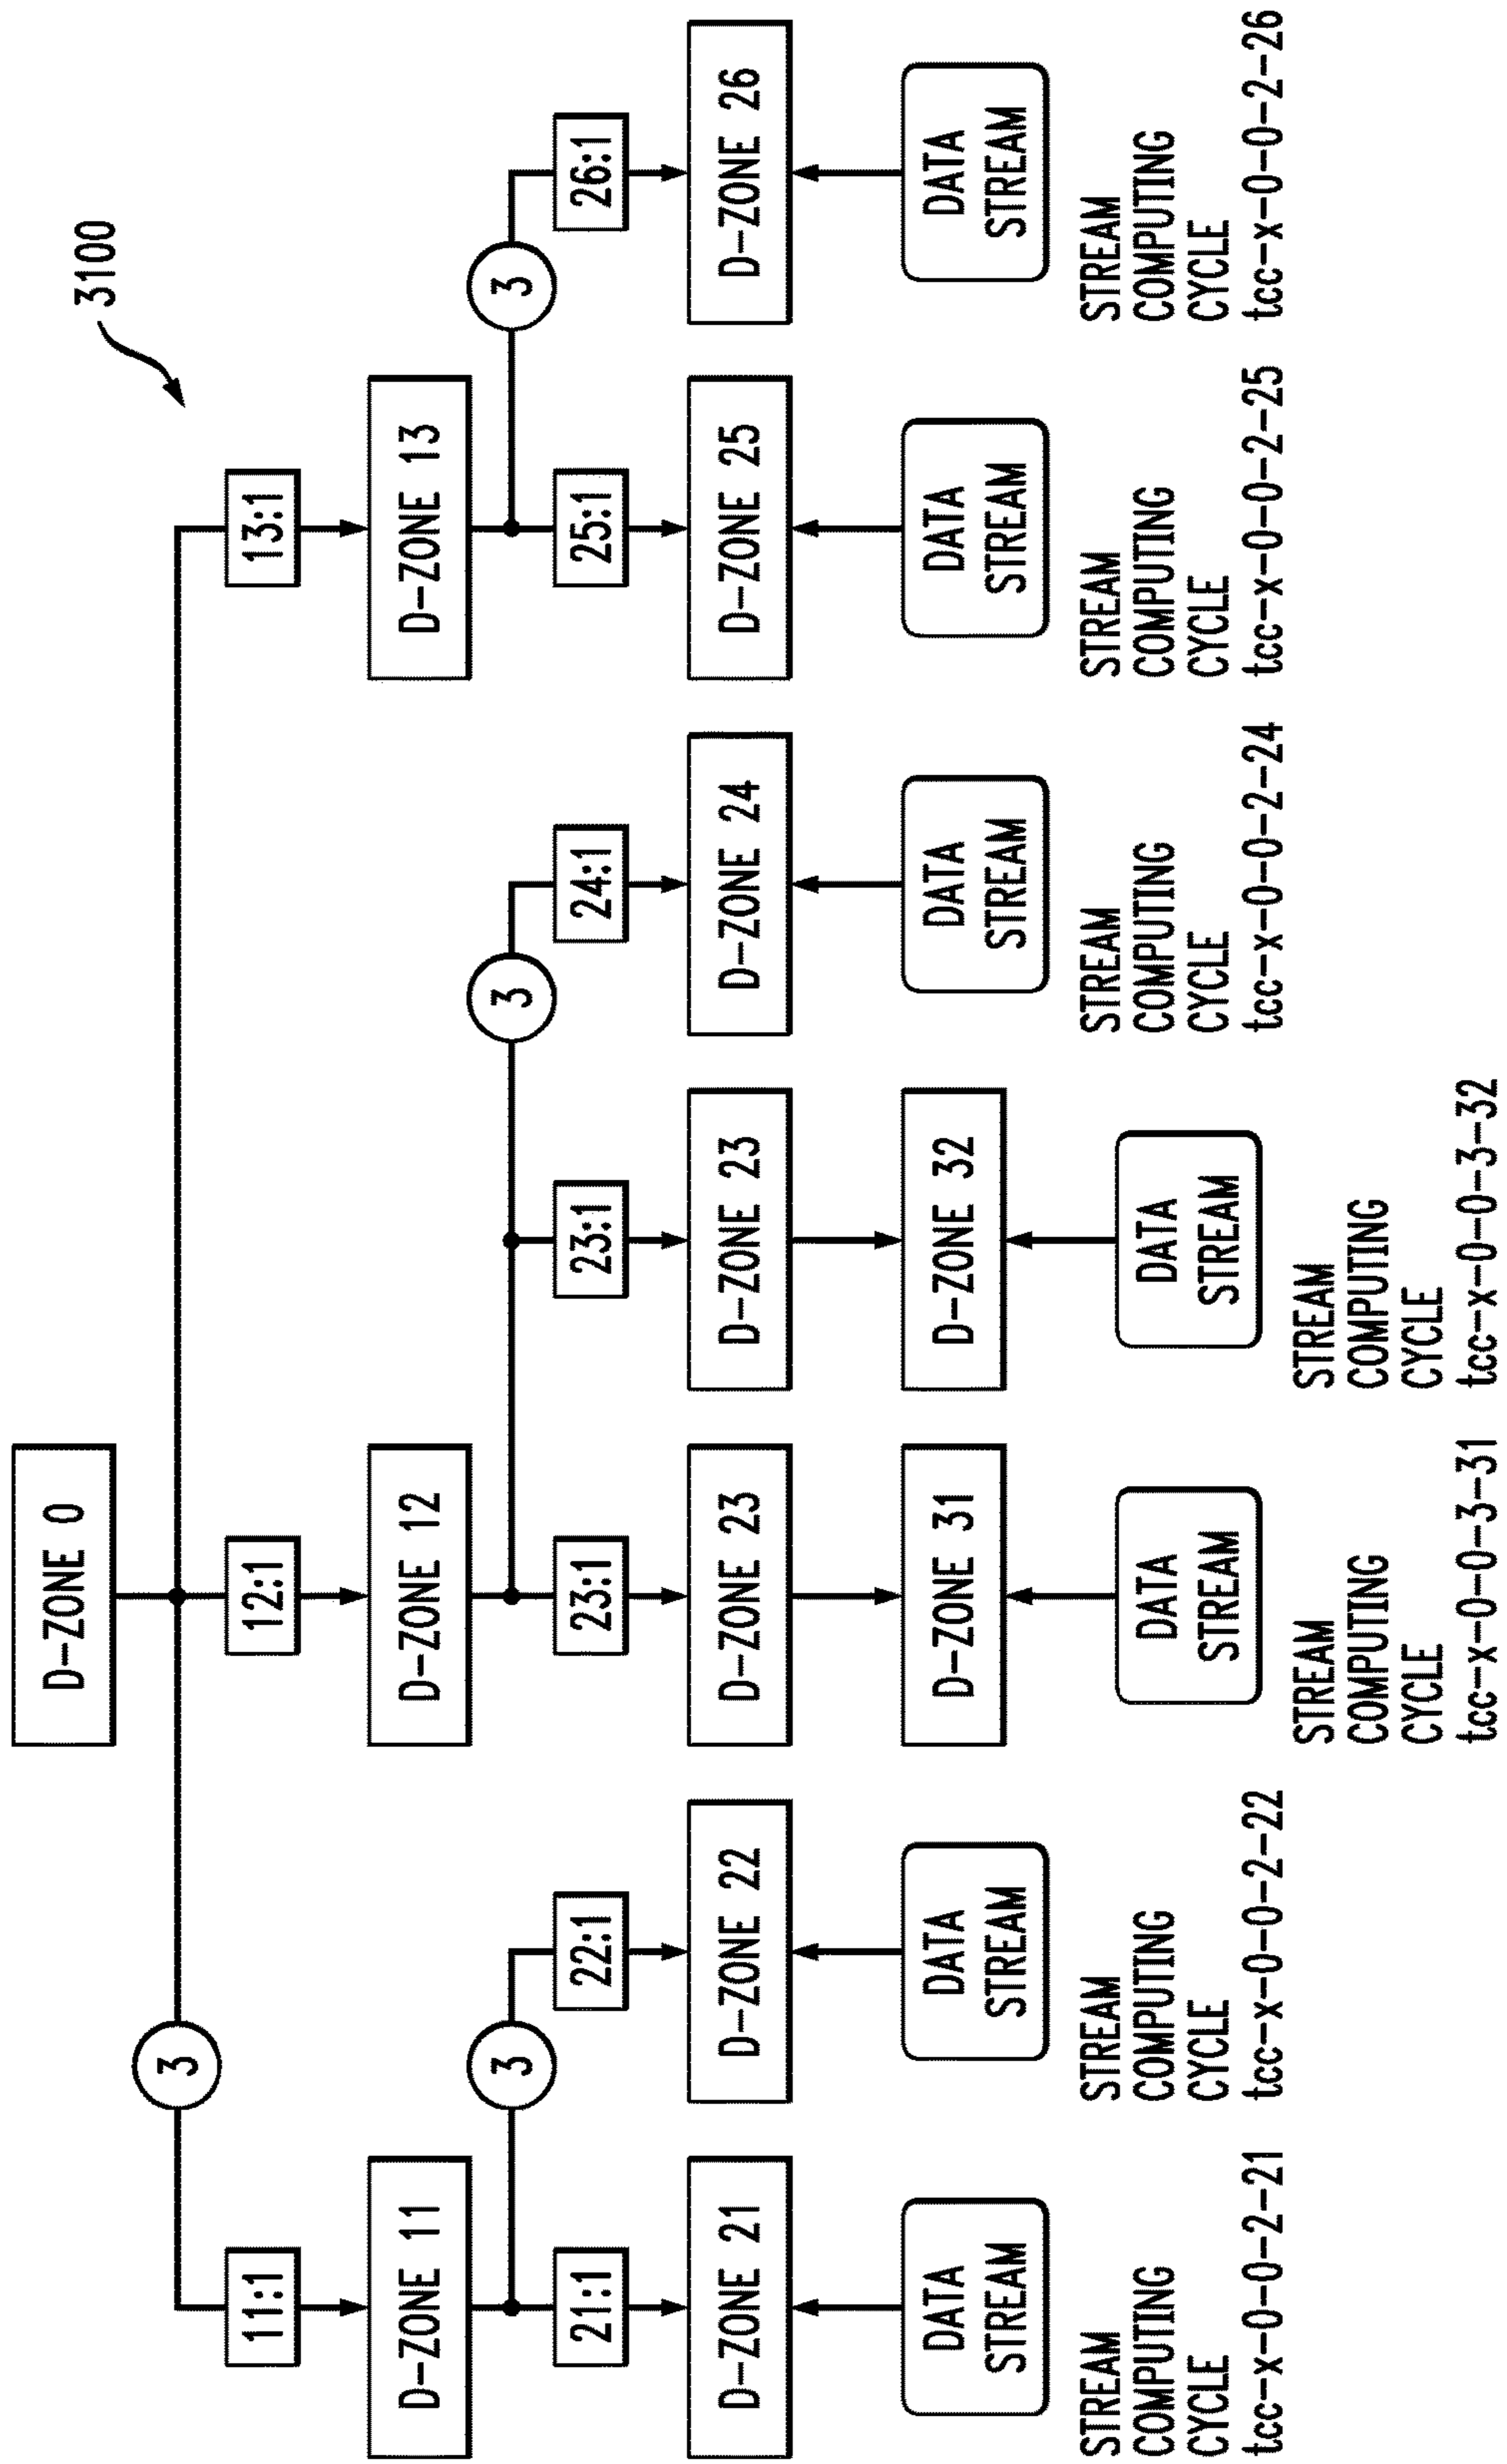 3100
D-ZONE 0
3
11:1
12:1
13:1
D-ZONE 11
D-ZONE 12
D-ZONE 13
3
3
3
21:1
22:1
23:1
23:1
24:1
25:1
26:1
D-ZONE 21
D-ZONE 22
D-ZONE 23
D-ZONE 23
D-ZONE 24
D-ZONE 25
D-ZONE 26
DATA
STREAM
DATA
STREAM
D-ZONE 31
D-ZONE 32
DATA
STREAM
DATA
STREAM
DATA
STREAM
STREAM
COMPUTING
CYCLE
tcc-x-0-0-2-21
STREAM
COMPUTING
CYCLE
tcc-x-0-0-2-22
DATA
STREAM
DATA
STREAM
STREAM
COMPUTING
CYCLE
tcc-x-0-0-2-24
STREAM
COMPUTING
CYCLE
tcc-x-0-0-2-25
STREAM
COMPUTING
CYCLE
tcc-x-0-0-2-26
STREAM
COMPUTING
CYCLE
tcc-x-0-0-3-31
STREAM
COMPUTING
CYCLE
tcc-x-0-0-3-32